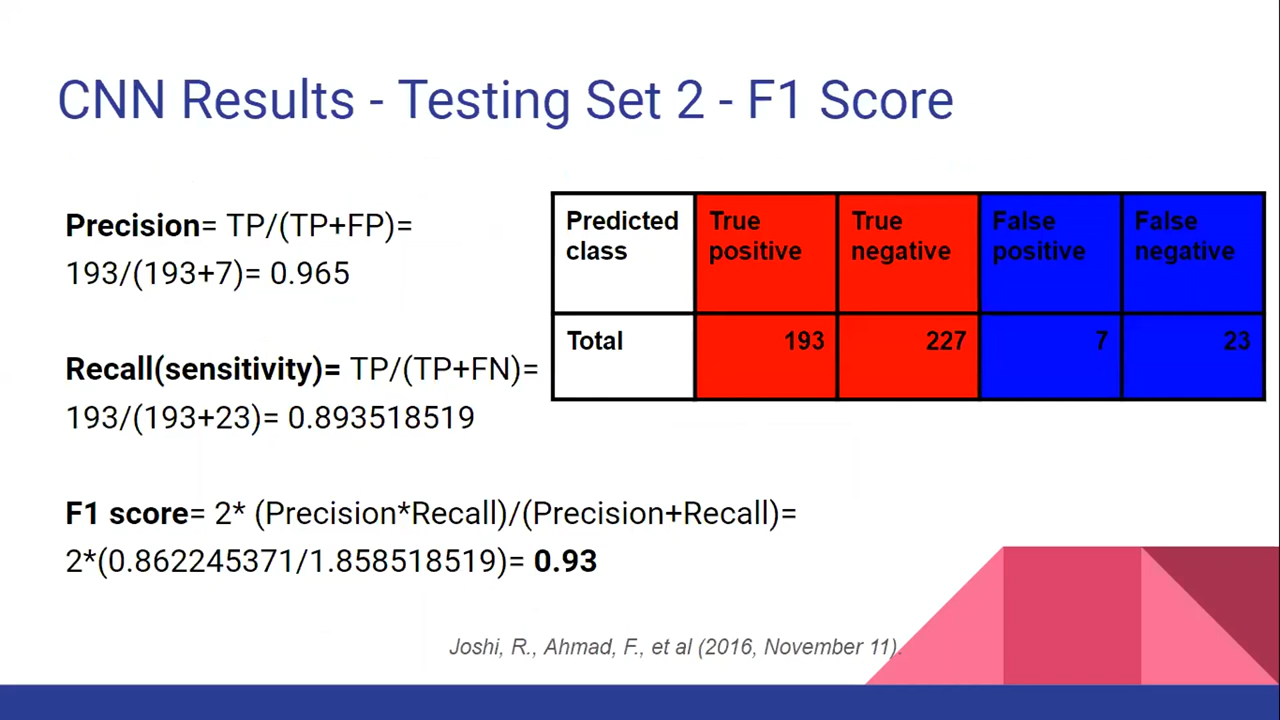 CNN Results - Testing Set 2 - F1 Score
Precision= TP/(TP+FP)=
193/(193+7)= 0.965
Recall(sensitivity)= TP/(TP+FN)=
193/(193+23)= 0.893518519
F1 score= 2* (Precision*Recall)/(Precision+Recall)=
2*(0.862245371/1.858518519)= 0.93
Predicted class
True positive
True negative
False positive
False negative
Total
193
227
7
23
Joshi, R., Ahmad, F., et al (2016, November 11).